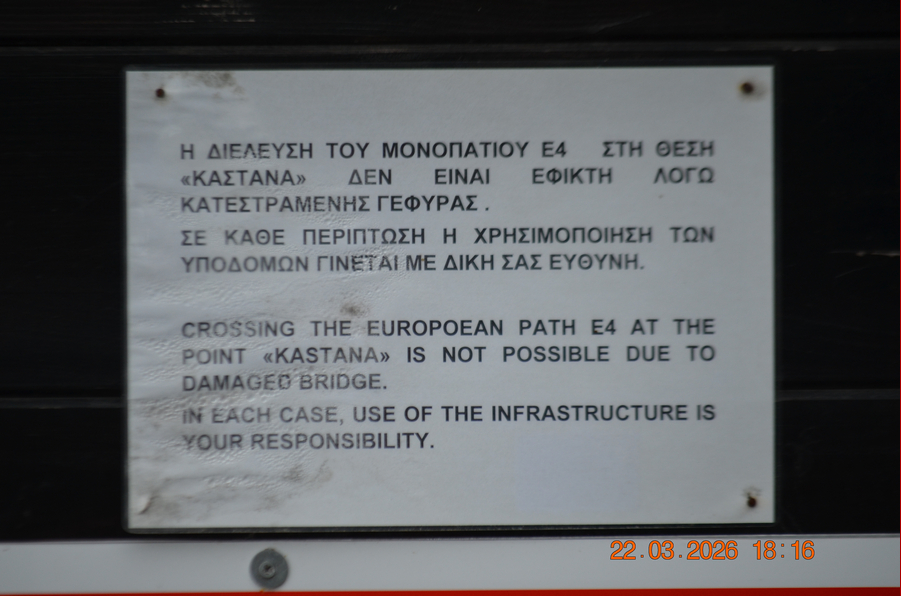 Η ΔΙΕΛΕΥΣΗ ΤΟΥ ΜΟΝΟΠΑΤΙΟΥ Ε4 ΣΤΗ ΘΕΣΗ
«ΚΑΣΤΑΝΑ» ΔΕΝ ΕΙΝΑΙ ΕΦΙΚΤΗ ΛΟΓΩ
ΚΑΤΕΣΤΡΑΜΕΝΗΣ ΓΕΦΥΡΑΣ .
ΣΕ ΚΑΘΕ ΠΕΡΙΠΤΩΣΗ Η ΧΡΗΣΙΜΟΠΟΙΗΣΗ ΤΩΝ
ΥΠΟΔΟΜΩΝ ΓΙΝΕΤΑΙ ΜΕ ΔΙΚΗ ΣΑΣ ΕΥΘΥΝΗ.
CROSSING THE EUROPOEAN PATH E4 AT THE
POINT «KASTANA» IS NOT POSSIBLE DUE TO
DAMAGED BRIDGE.
IN EACH CASE, USE OF THE INFRASTRUCTURE IS
YOUR RESPONSIBILITY.
22.03.2026 18:16